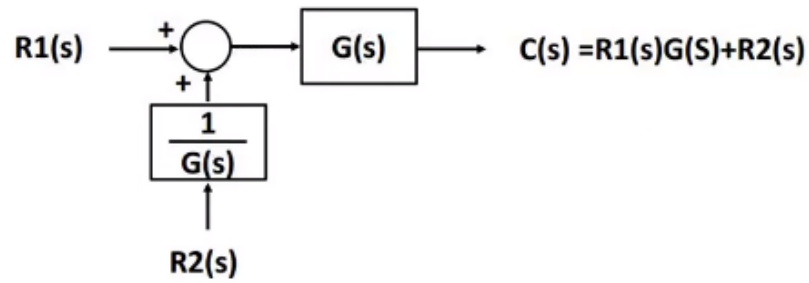 +
R1(s)
G(s)
C(s) =R1(s)G(S)+R2(s)
+
1
G(s)
R2(s)